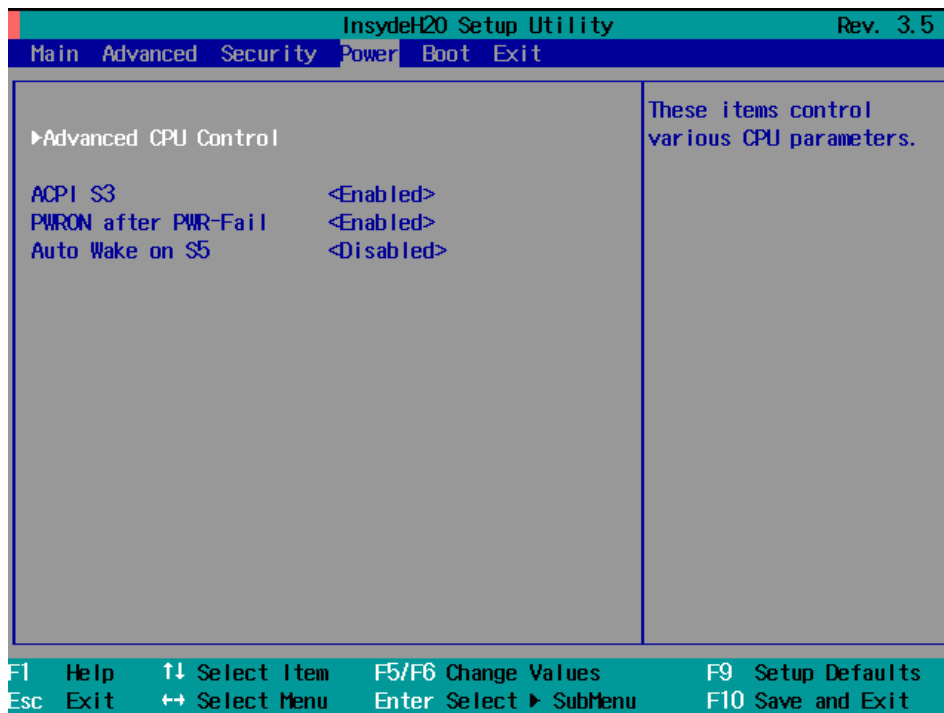 InsydeH2O Setup Utility Rev. 3.5
Main Advanced Security Power Boot Exit
▶Advanced CPU Control
ACPI S3 <Enabled>
PWRON after PWR-Fail <Enabled>
Auto Wake on S5 <Disabled>
These items control
various CPU parameters.
F1 Help ↑↓ Select Item F5/F6 Change Values F9 Setup Defaults
Esc Exit ↔ Select Menu Enter Select ▶ SubMenu F10 Save and Exit